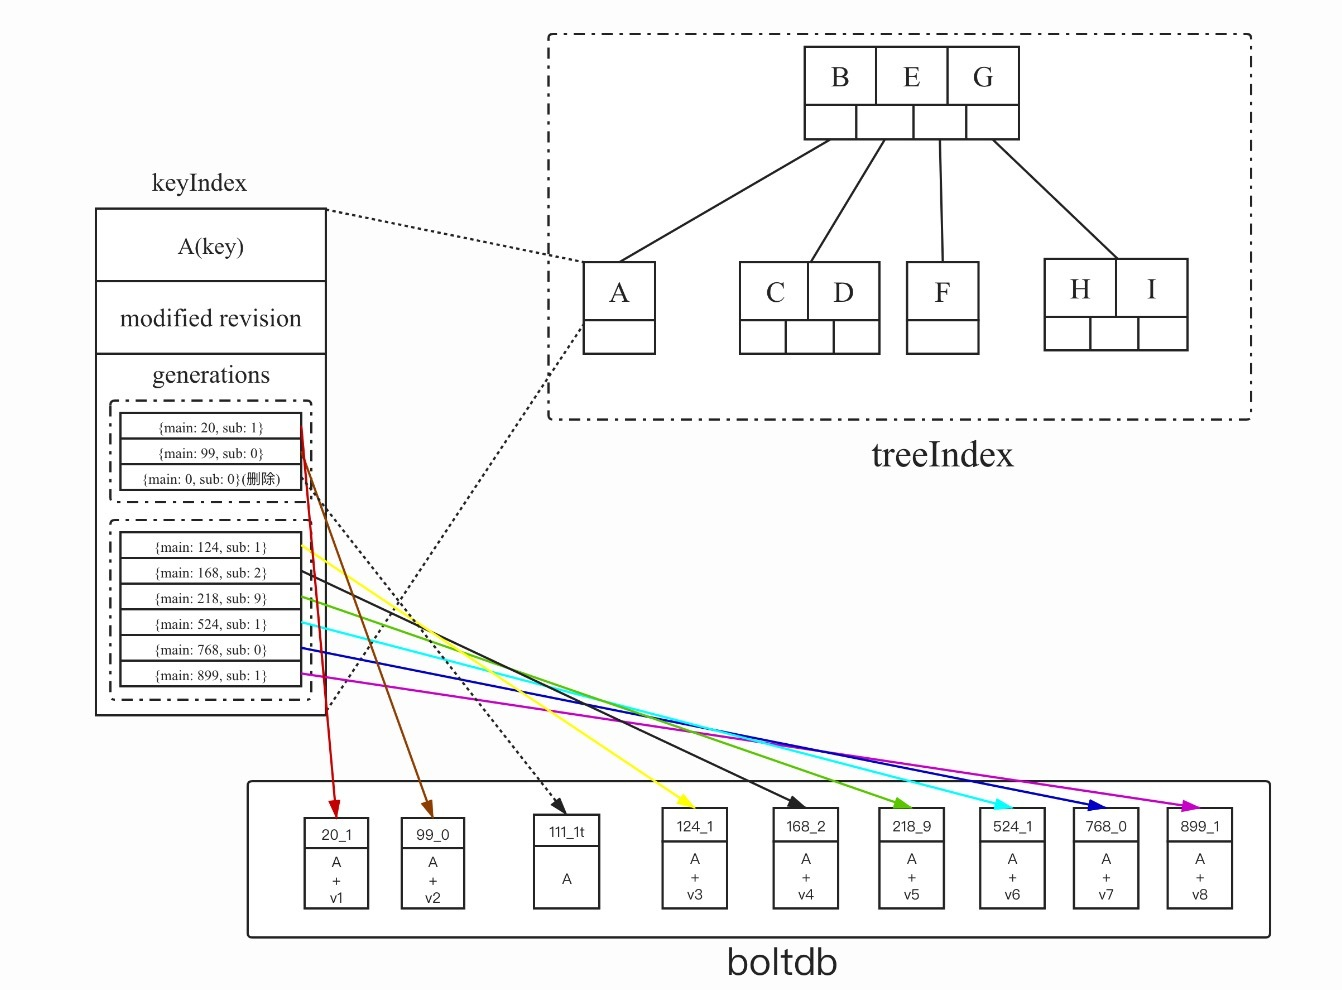 B E G
keyIndex
A(key)
modified revision
generations
{main: 20, sub: 1}
{main: 99, sub: 0}
{main: 0, sub: 0}(删除)
{main: 124, sub: 1}
{main: 168, sub: 2}
{main: 218, sub: 9}
{main: 524, sub: 1}
{main: 768, sub: 0}
{main: 899, sub: 1}
A
C D
F
H I
treeIndex
20_1
A
+
v1
99_0
A
+
v2
111_1t
A
124_1
A
+
v3
168_2
A
+
v4
218_9
A
+
v5
524_1
A
+
v6
768_0
A
+
v7
899_1
A
+
v8
boltdb